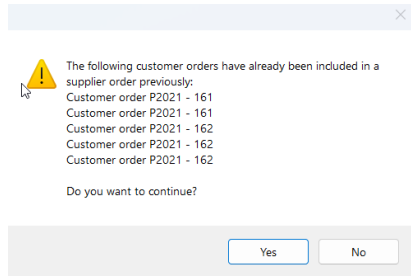 The following customer orders have already been included in a
supplier order previously:
Customer order P2021 - 161
Customer order P2021 - 161
Customer order P2021 - 162
Customer order P2021 - 162
Customer order P2021 - 162
Do you want to continue?
Yes
No